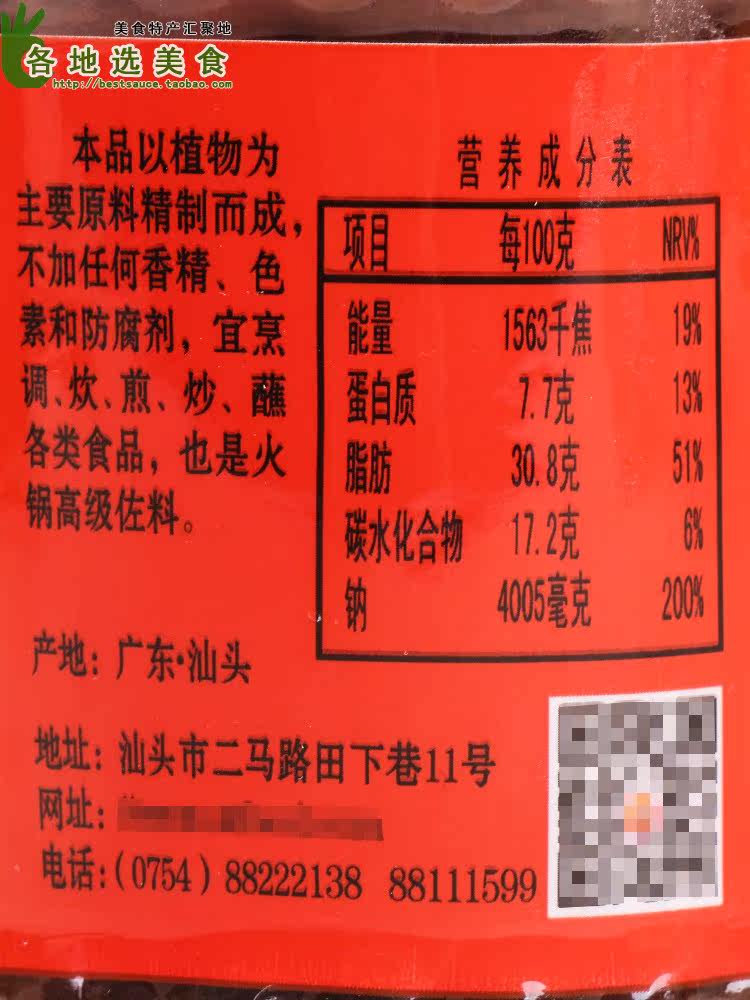 美食特产汇聚地
各地选美食
http://bestsauce.taobao.com
本品以植物为
主要原料精制而成，
不加任何香精、色
素和防腐剂，宜烹
调、炊、煎、炒、蘸
各类食品，也是火
锅高级佐料。
营养成分表
项目 每100克 NRV%
能量 1563千焦 19%
蛋白质 7.7克 13%
脂肪 30.8克 51%
碳水化合物 17.2克 6%
钠 4005毫克 200%
产地：广东·汕头
地址：汕头市二马路田下巷11号
网址：
电话：(0754）88222138 88111599